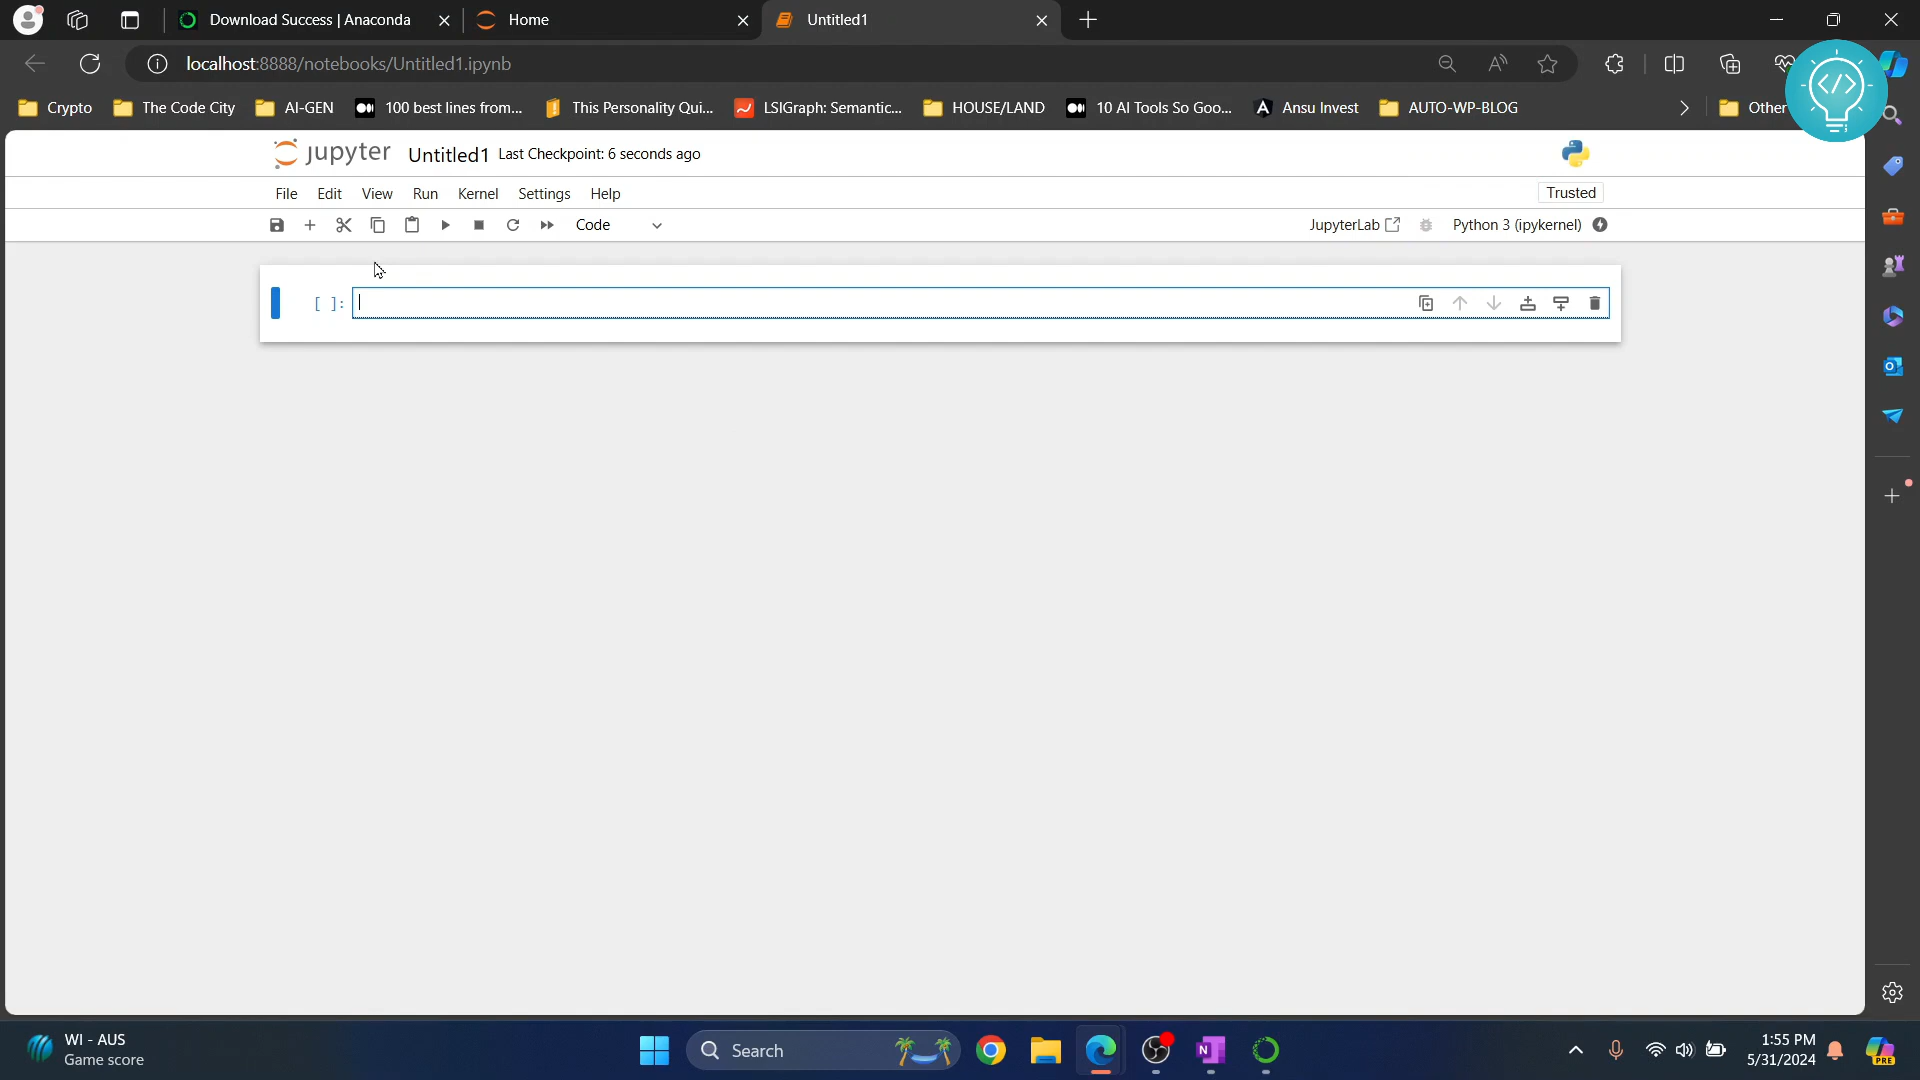 Download Success | Anaconda
Home
Untitled1
localhost:8888/notebooks/Untitled1.ipynb
Crypto
The Code City
AI-GEN
100 best lines from...
This Personality Qui...
LSIGraph: Semantic...
HOUSE/LAND
10 AI Tools So Goo...
Ansu Invest
AUTO-WP-BLOG
Other
jupyter Untitled1 Last Checkpoint: 6 seconds ago
File Edit View Run Kernel Settings Help
Trusted
Code
JupyterLab
Python 3 (ipykernel)
[ ]:
WI - AUS
Game score
Search
1:55 PM
5/31/2024
PRE